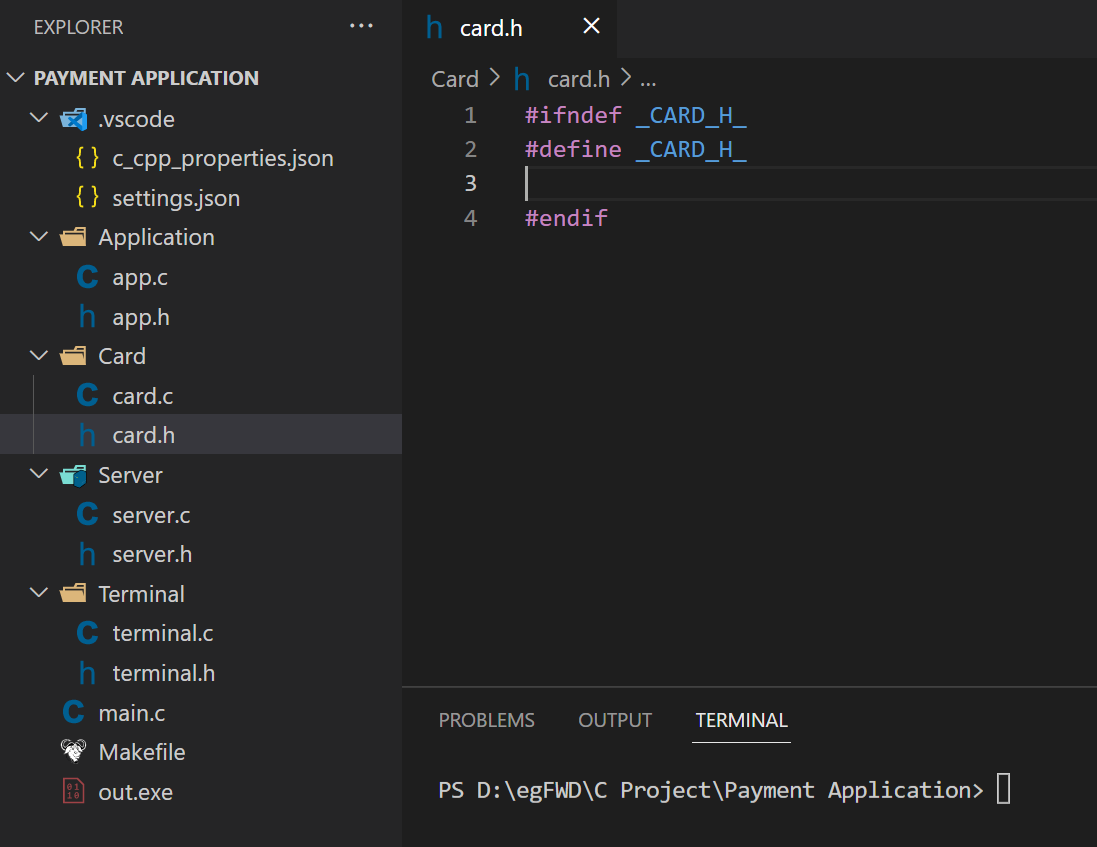 EXPLORER
PAYMENT APPLICATION
.vscode
{} c_cpp_properties.json
{} settings.json
Application
C app.c
h app.h
Card
C card.c
h card.h
Server
C server.c
h server.h
Terminal
C terminal.c
h terminal.h
C main.c
Makefile
out.exe
h card.h
Card > h card.h > ...
1 #ifndef _CARD_H_
2 #define _CARD_H_
3
4 #endif
PROBLEMS OUTPUT TERMINAL
PS D:\egFWD\C Project\Payment Application>